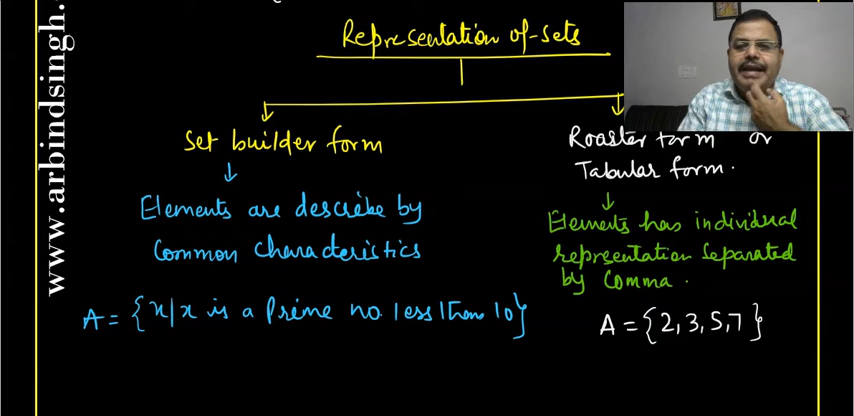 www.arbindsingh.
Representation of sets
Set builder form
Elements are describe by
Common characteristics
A = {x|x is a Prime no. less than 10}
Roaster form or
Tabular form.
Elements has individual
representation separated
by Comma.
A = {2, 3, 5, 7}